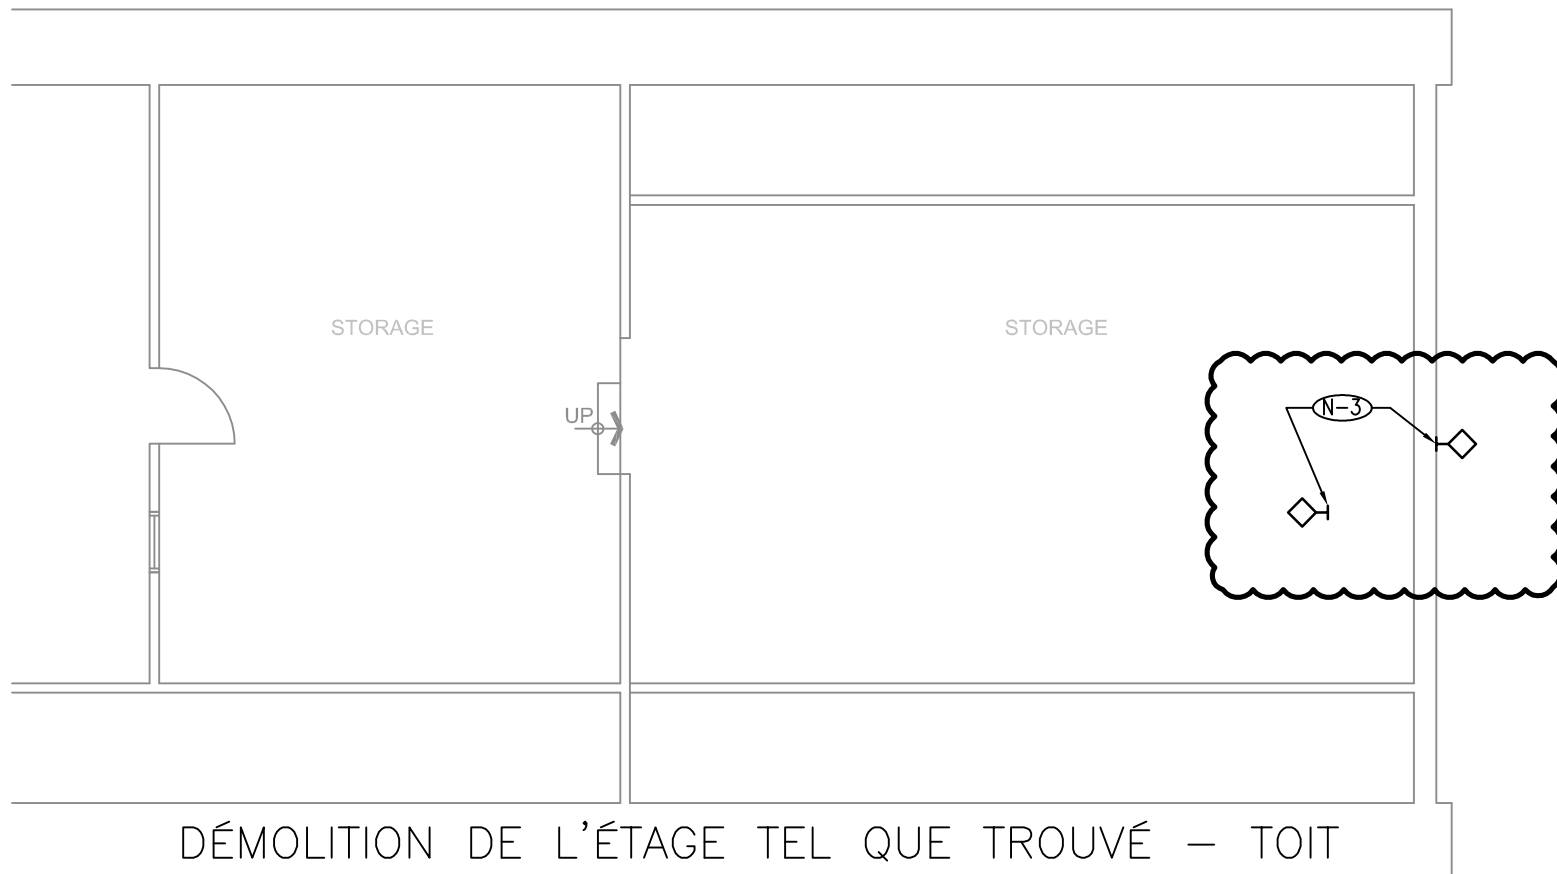 STORAGE STORAGE
UP N-3
DÉMOLITION DE L'ÉTAGE TEL QUE TROUVÉ – TOIT